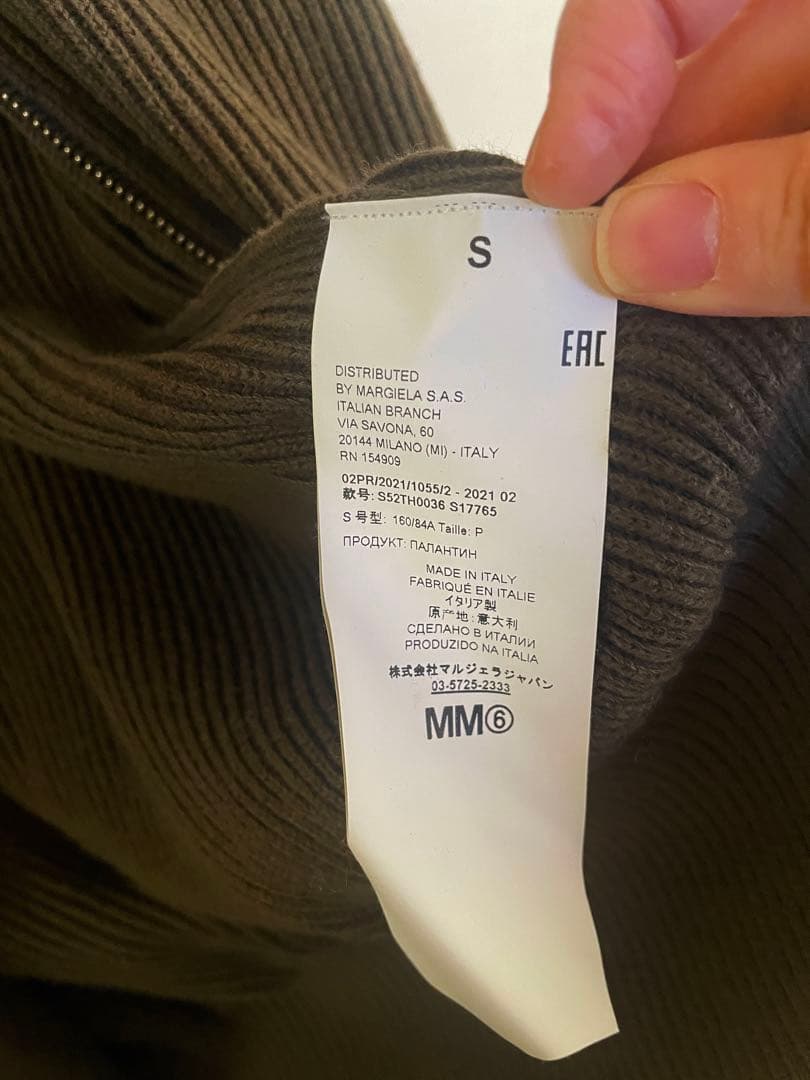 S
EAC
DISTRIBUTED
BY MARGIELA S.A.S.
ITALIAN BRANCH
VIA SAVONA, 60
20144 MILANO (MI) - ITALY
RN 154909
02PR/2021/1055/2 - 2021 02
款号: S52TH0036 S17765
S 号型: 160/84A Taille: P
ПРОДУКТ: ПАЛАНТИН
MADE IN ITALY
FABRIQUÉ EN ITALIE
イタリア製
原产地: 意大利
СДЕЛАНО В ИТАЛИИ
PRODUZIDO NA ITALIA
株式会社マルジェラジャパン
03-5725-2333
MM⑥